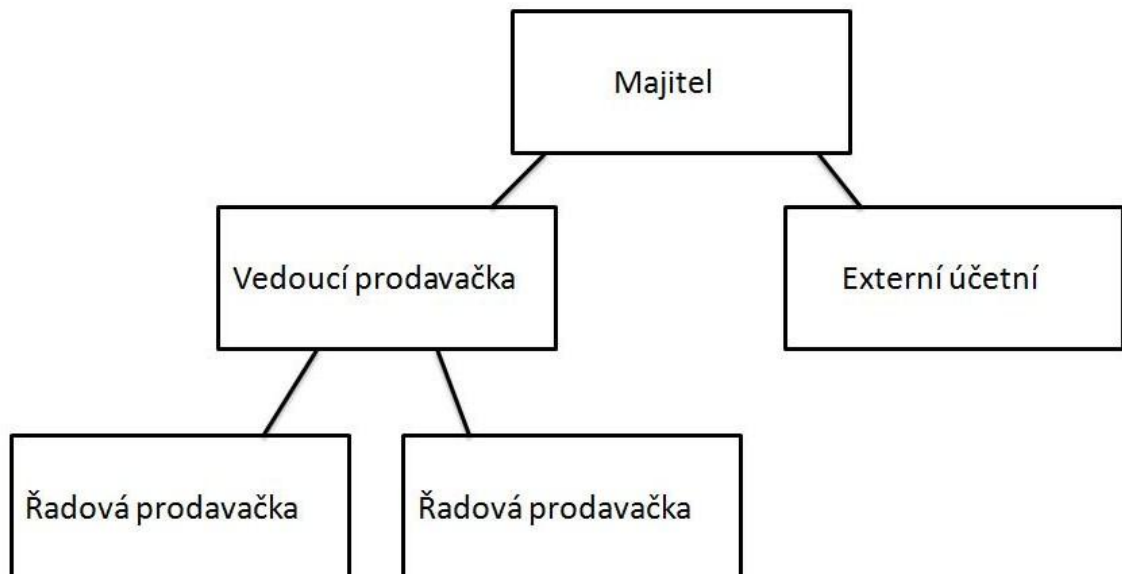 Majitel
Vedoucí prodavačka
Externí účetní
Řadová prodavačka
Řadová prodavačka